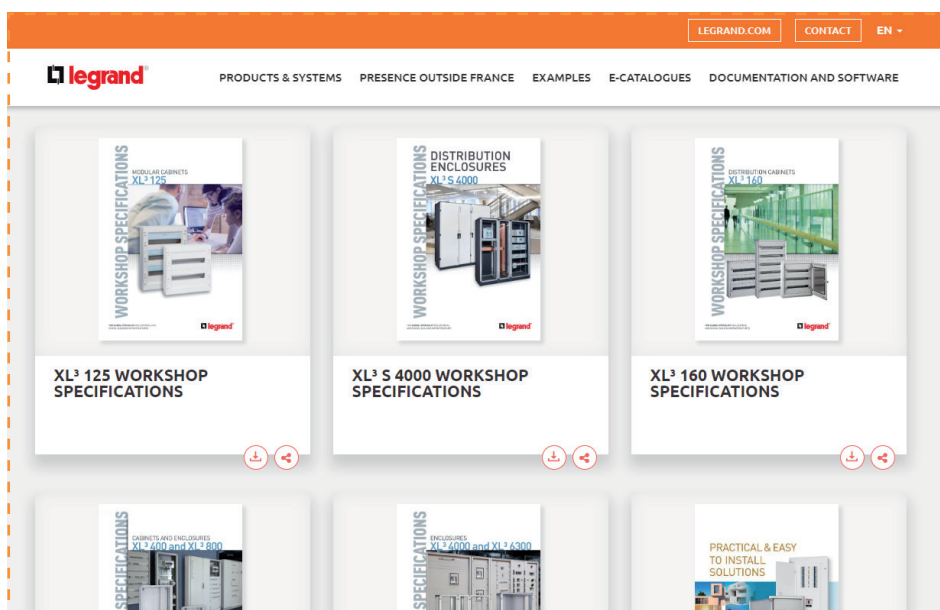 LEGRAND.COM CONTACT EN
legrand®
PRODUCTS & SYSTEMS PRESENCE OUTSIDE FRANCE EXAMPLES E-CATALOGUES DOCUMENTATION AND SOFTWARE
WORKSHOP SPECIFICATIONS
MODULAR CABINETS
XL³ 125
legrand
WORKSHOP SPECIFICATIONS
DISTRIBUTION
ENCLOSURES
XL³ S 4000
legrand
WORKSHOP SPECIFICATIONS
DISTRIBUTION CABINETS
XL³ 160
legrand
XL³ 125 WORKSHOP
SPECIFICATIONS
XL³ S 4000 WORKSHOP
SPECIFICATIONS
XL³ 160 WORKSHOP
SPECIFICATIONS
SPECIFICATIONS
CABINETS AND ENCLOSURES
XL³ 400 and XL³ 800
SPECIFICATIONS
ENCLOSURES
XL³ 4000 and XL³ 6300
PRACTICAL & EASY
TO INSTALL
SOLUTIONS